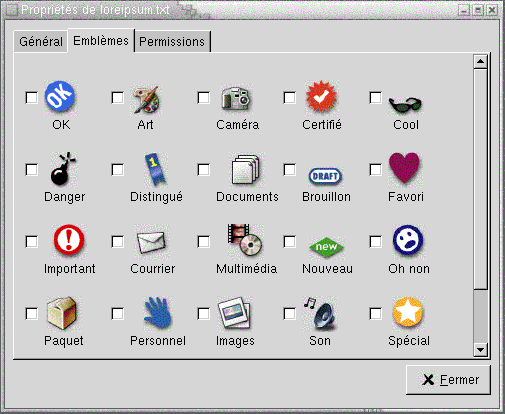 Propriétés de loreipsum.txt
Général Emblèmes Permissions
OK Art Caméra Certifié Cool
Danger Distingué Documents Brouillon Favori
Important Courrier Multimédia Nouveau Oh non
Paquet Personnel Images Son Spécial
Fermer
OK
1
DRAFT
new